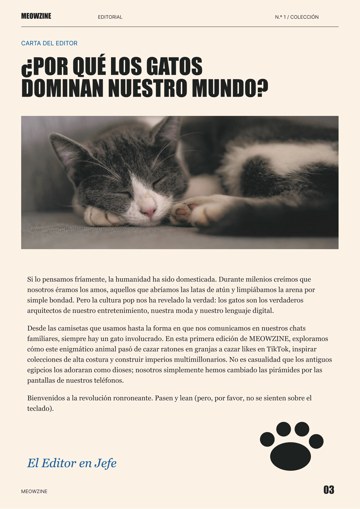 MEOWZINE
EDITORIAL
N.º 1 / COLECCIÓN
CARTA DEL EDITOR
¿POR QUÉ LOS GATOS
DOMINAN NUESTRO MUNDO?
Si lo pensamos fríamente, la humanidad ha sido domesticada. Durante milenios creímos que
nosotros éramos los amos, aquellos que abríamos las latas de atún y limpiábamos la arena por
simple bondad. Pero la cultura pop nos ha revelado la verdad: los gatos son los verdaderos
arquitectos de nuestro entretenimiento, nuestra moda y nuestro lenguaje digital.
Desde las camisetas que usamos hasta la forma en que nos comunicamos en nuestros chats
familiares, siempre hay un gato involucrado. En esta primera edición de MEOWZINE, exploramos
cómo este enigmático animal pasó de cazar ratones en granjas a cazar likes en TikTok, inspirar
colecciones de alta costura y construir imperios multimillonarios. No es casualidad que los antiguos
egipcios los adoraran como dioses; nosotros simplemente hemos cambiado las pirámides por las
pantallas de nuestros teléfonos.
Bienvenidos a la revolución ronroneante. Pasen y lean (pero, por favor, no se sienten sobre el
teclado).
El Editor en Jefe
MEOWZINE
03